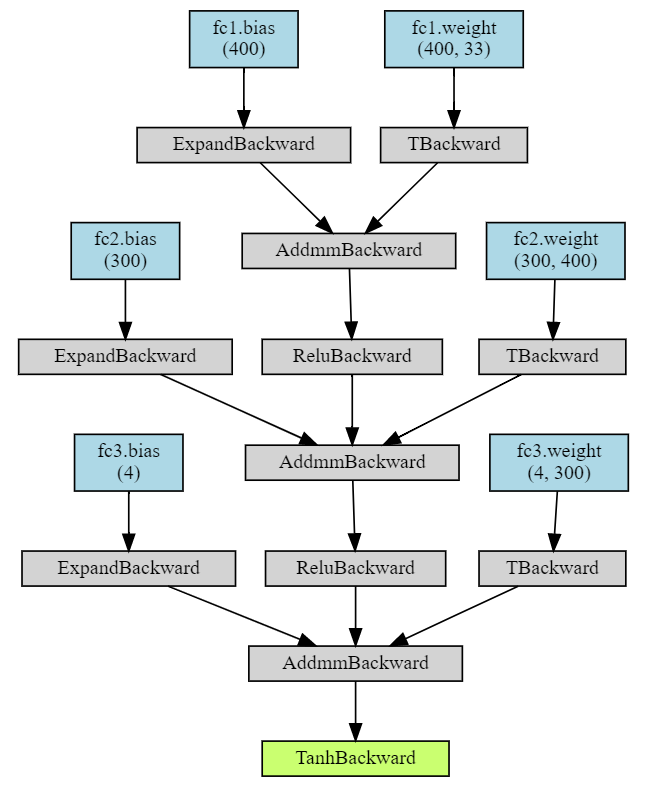 fc1.bias
(400)
fc1.weight
(400, 33)
ExpandBackward
TBackward
AddmmBackward
fc2.bias
(300)
fc2.weight
(300, 400)
ExpandBackward
ReluBackward
TBackward
AddmmBackward
fc3.bias
(4)
fc3.weight
(4, 300)
ExpandBackward
ReluBackward
TBackward
AddmmBackward
TanhBackward